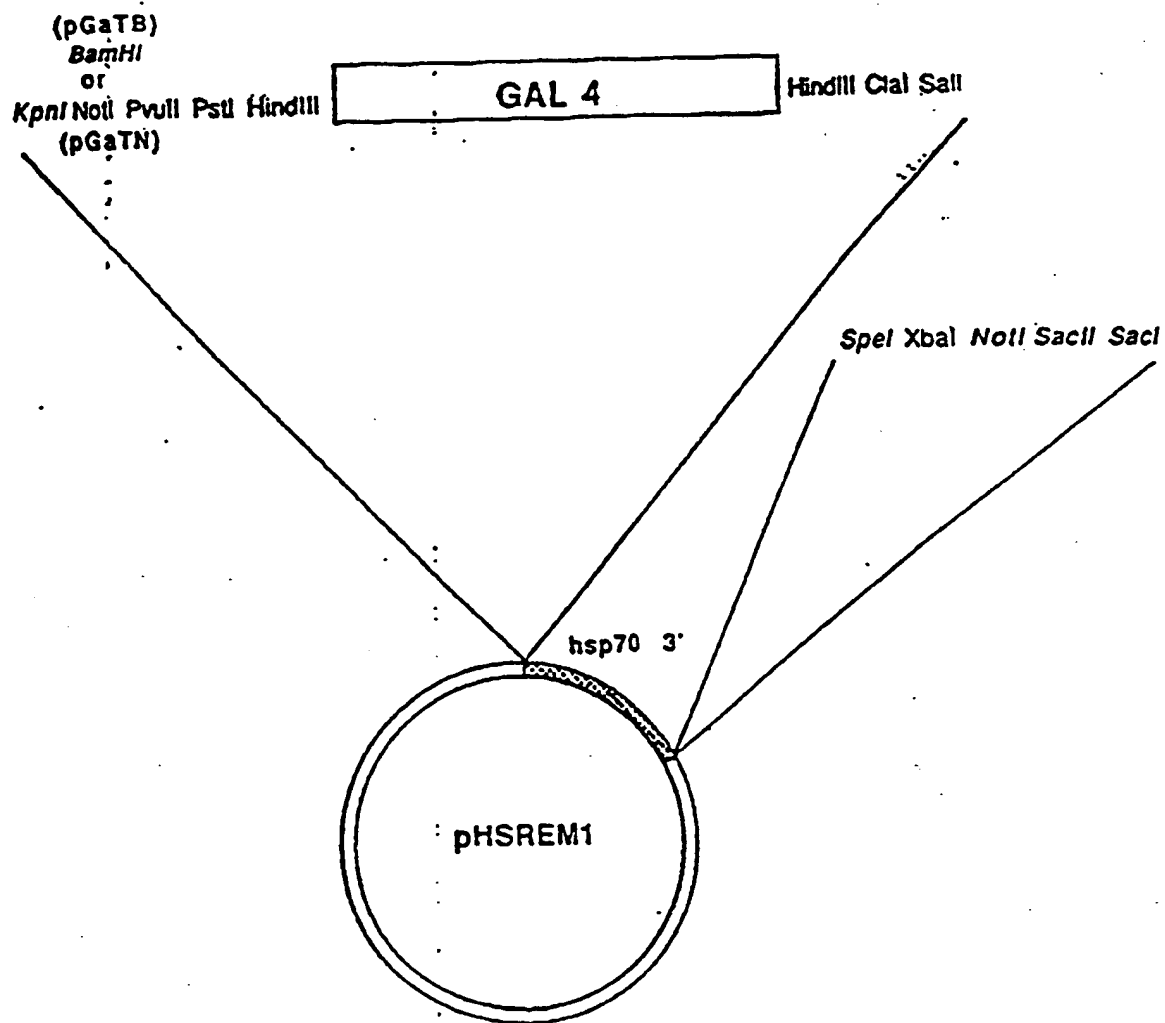 (pGaTB)
BamHI
or
KpnI NotI PvuII PstI HindIII
(pGaTN)
GAL 4
HindIII ClaI SalI
SpeI XbaI NotI SacII SacI
hsp70 3'
pHSREM1